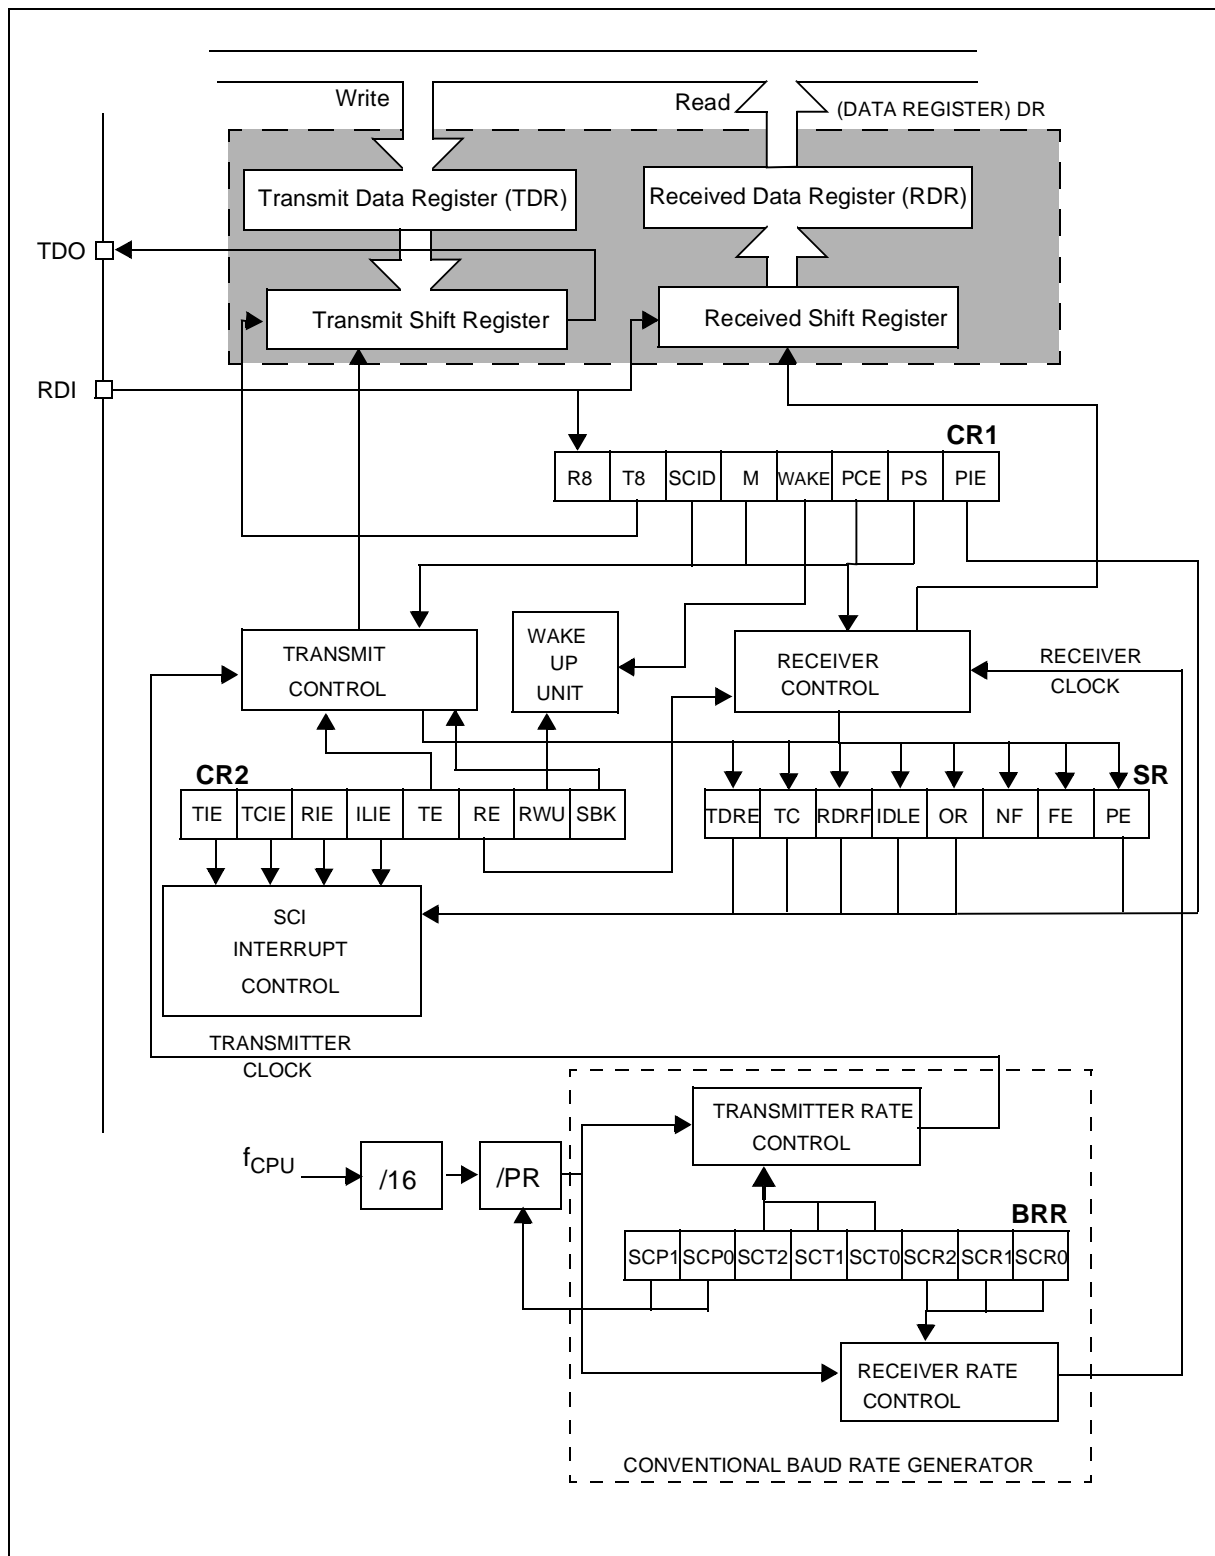 Write
Read
(DATA REGISTER) DR
Transmit Data Register (TDR)
Received Data Register (RDR)
TDO
Transmit Shift Register
Received Shift Register
RDI
CR1
R8 T8 SCID M WAKE PCE PS PIE
TRANSMIT
CONTROL
WAKE
UP
UNIT
RECEIVER
CONTROL
RECEIVER
CLOCK
CR2
TIE TCIE RIE ILIE TE RE RWU SBK
SR
TDRE TC RDRF IDLE OR NF FE PE
SCI
INTERRUPT
CONTROL
TRANSMITTER
CLOCK
TRANSMITTER RATE
CONTROL
fCPU
/16
/PR
BRR
SCP1 SCP0 SCT2 SCT1 SCT0 SCR2 SCR1 SCR0
RECEIVER RATE
CONTROL
CONVENTIONAL BAUD RATE GENERATOR